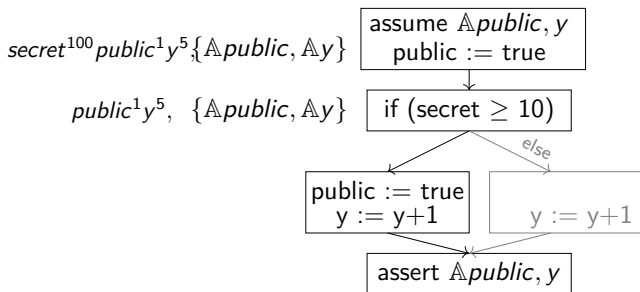 assume 𝔸public, y
secret¹⁰⁰public¹y⁵,{𝔸public, 𝔸y}
public := true
public¹y⁵, {𝔸public, 𝔸y}
if (secret ≥ 10)
else
public := true
y := y+1
y := y+1
assert 𝔸public, y